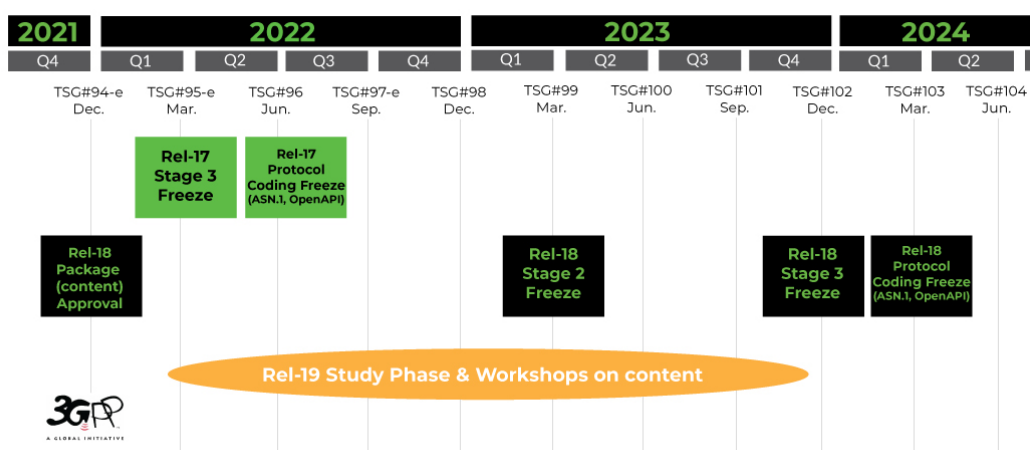 2021 2022 2023 2024
Q4 Q1 Q2 Q3 Q4 Q1 Q2 Q3 Q4 Q1 Q2
TSG#94-e TSG#95-e TSG#96 TSG#97-e TSG#98 TSG#99 TSG#100 TSG#101 TSG#102 TSG#103 TSG#104
Dec. Mar. Jun. Sep. Dec. Mar. Jun. Sep. Dec. Mar. Jun.
Rel-17
Stage 3
Freeze
Rel-17
Protocol
Coding Freeze
(ASN.1, OpenAPI)
Rel-18
Package
(content)
Approval
Rel-18
Stage 2
Freeze
Rel-18
Stage 3
Freeze
Rel-18
Protocol
Coding Freeze
(ASN.1, OpenAPI)
Rel-19 Study Phase & Workshops on content
3GPP
A GLOBAL INITIATIVE